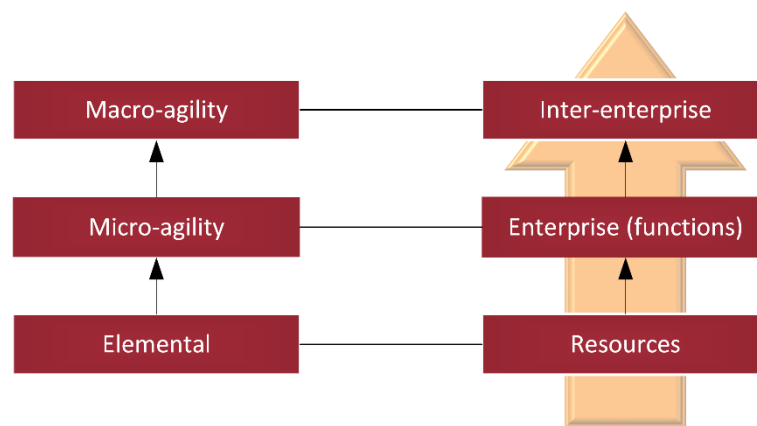 Macro-agility
Inter-enterprise
Micro-agility
Enterprise (functions)
Elemental
Resources